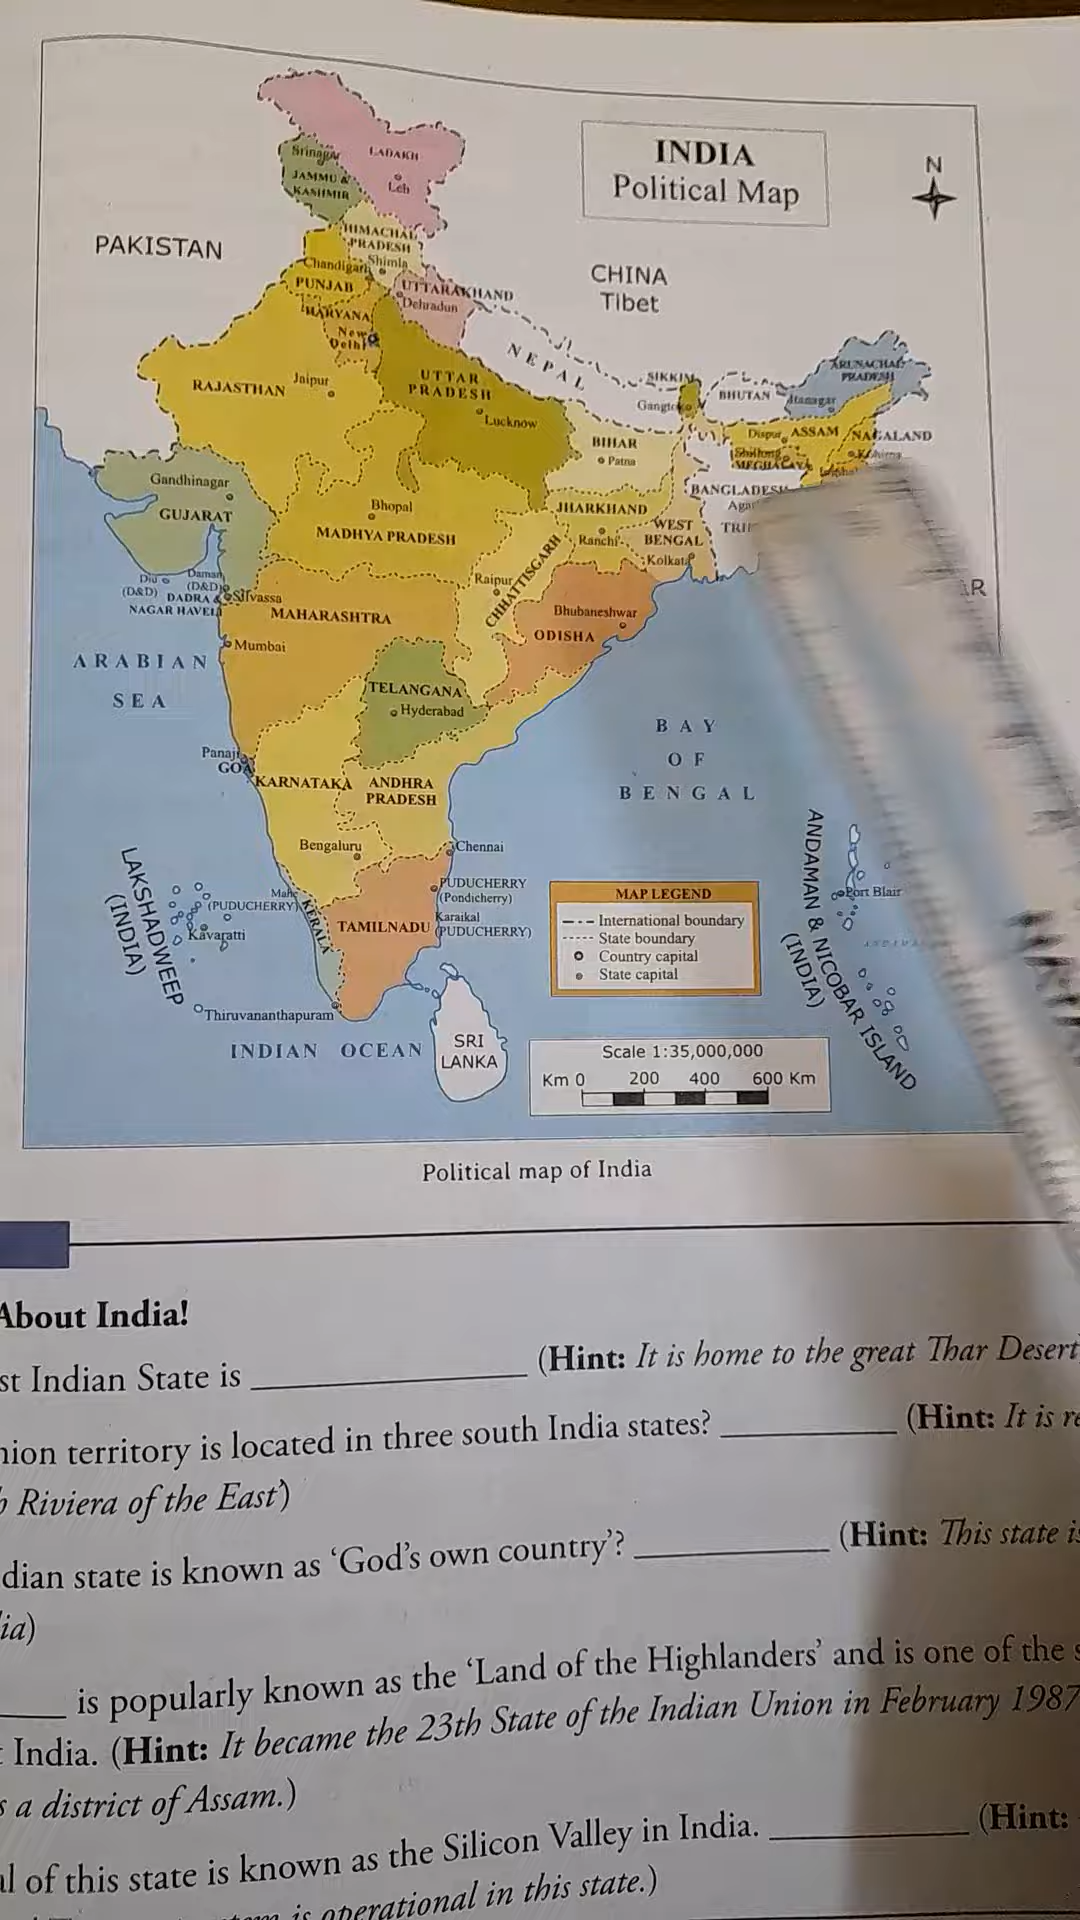 INDIA
Political Map
N
LADAKH
Srinagar
JAMMU &
KASHMIR
Leh
PAKISTAN
HIMACHAL
PRADESH
Shimla
Chandigarh
PUNJAB
UTTARAKHAND
Dehradun
CHINA
Tibet
HARYANA
New
Delhi
NEPAL
RAJASTHAN
Jaipur
UTTAR
PRADESH
Lucknow
SIKKIM
Gangtok
BHUTAN
ARUNACHAL
PRADESH
Itanagar
BIHAR
Patna
Dispur
ASSAM
NAGALAND
Kohima
Shillong
MEGHALAYA
Gandhinagar
GUJARAT
Bhopal
MADHYA PRADESH
JHARKHAND
Ranchi
BANGLADESH
WEST
BENGAL
Kolkata
Diu
(D&D)
Daman
(D&D)
DADRA &
NAGAR HAVELI
Silvassa
Raipur
CHHATTISGARH
MAHARASHTRA
Bhubaneshwar
ODISHA
Mumbai
ARABIAN
SEA
TELANGANA
Hyderabad
BAY
OF
BENGAL
Panaji
GOA
KARNATAKA
ANDHRA
PRADESH
Bengaluru
Chennai
LAKSHADWEEP
(INDIA)
Mahe
(PUDUCHERRY)
Kavaratti
KERALA
TAMILNADU
PUDUCHERRY
(Pondicherry)
Karaikal
(PUDUCHERRY)
Thiruvananthapuram
INDIAN OCEAN
SRI
LANKA
MAP LEGEND
International boundary
State boundary
Country capital
State capital
ANDAMAN & NICOBAR ISLAND
(INDIA)
Port Blair
Scale 1:35,000,000
Km 0 200 400 600 Km
Political map of India
About India!
st Indian State is __________ (Hint: It is home to the great Thar Desert
nion territory is located in three south India states? __________ (Hint: It is re
Riviera of the East')
dian state is known as 'God's own country'? __________ (Hint: This state is
ia)
____ is popularly known as the 'Land of the Highlanders' and is one of the s
India. (Hint: It became the 23th State of the Indian Union in February 1987
s a district of Assam.)
al of this state is known as the Silicon Valley in India. __________ (Hint:
is operational in this state.)